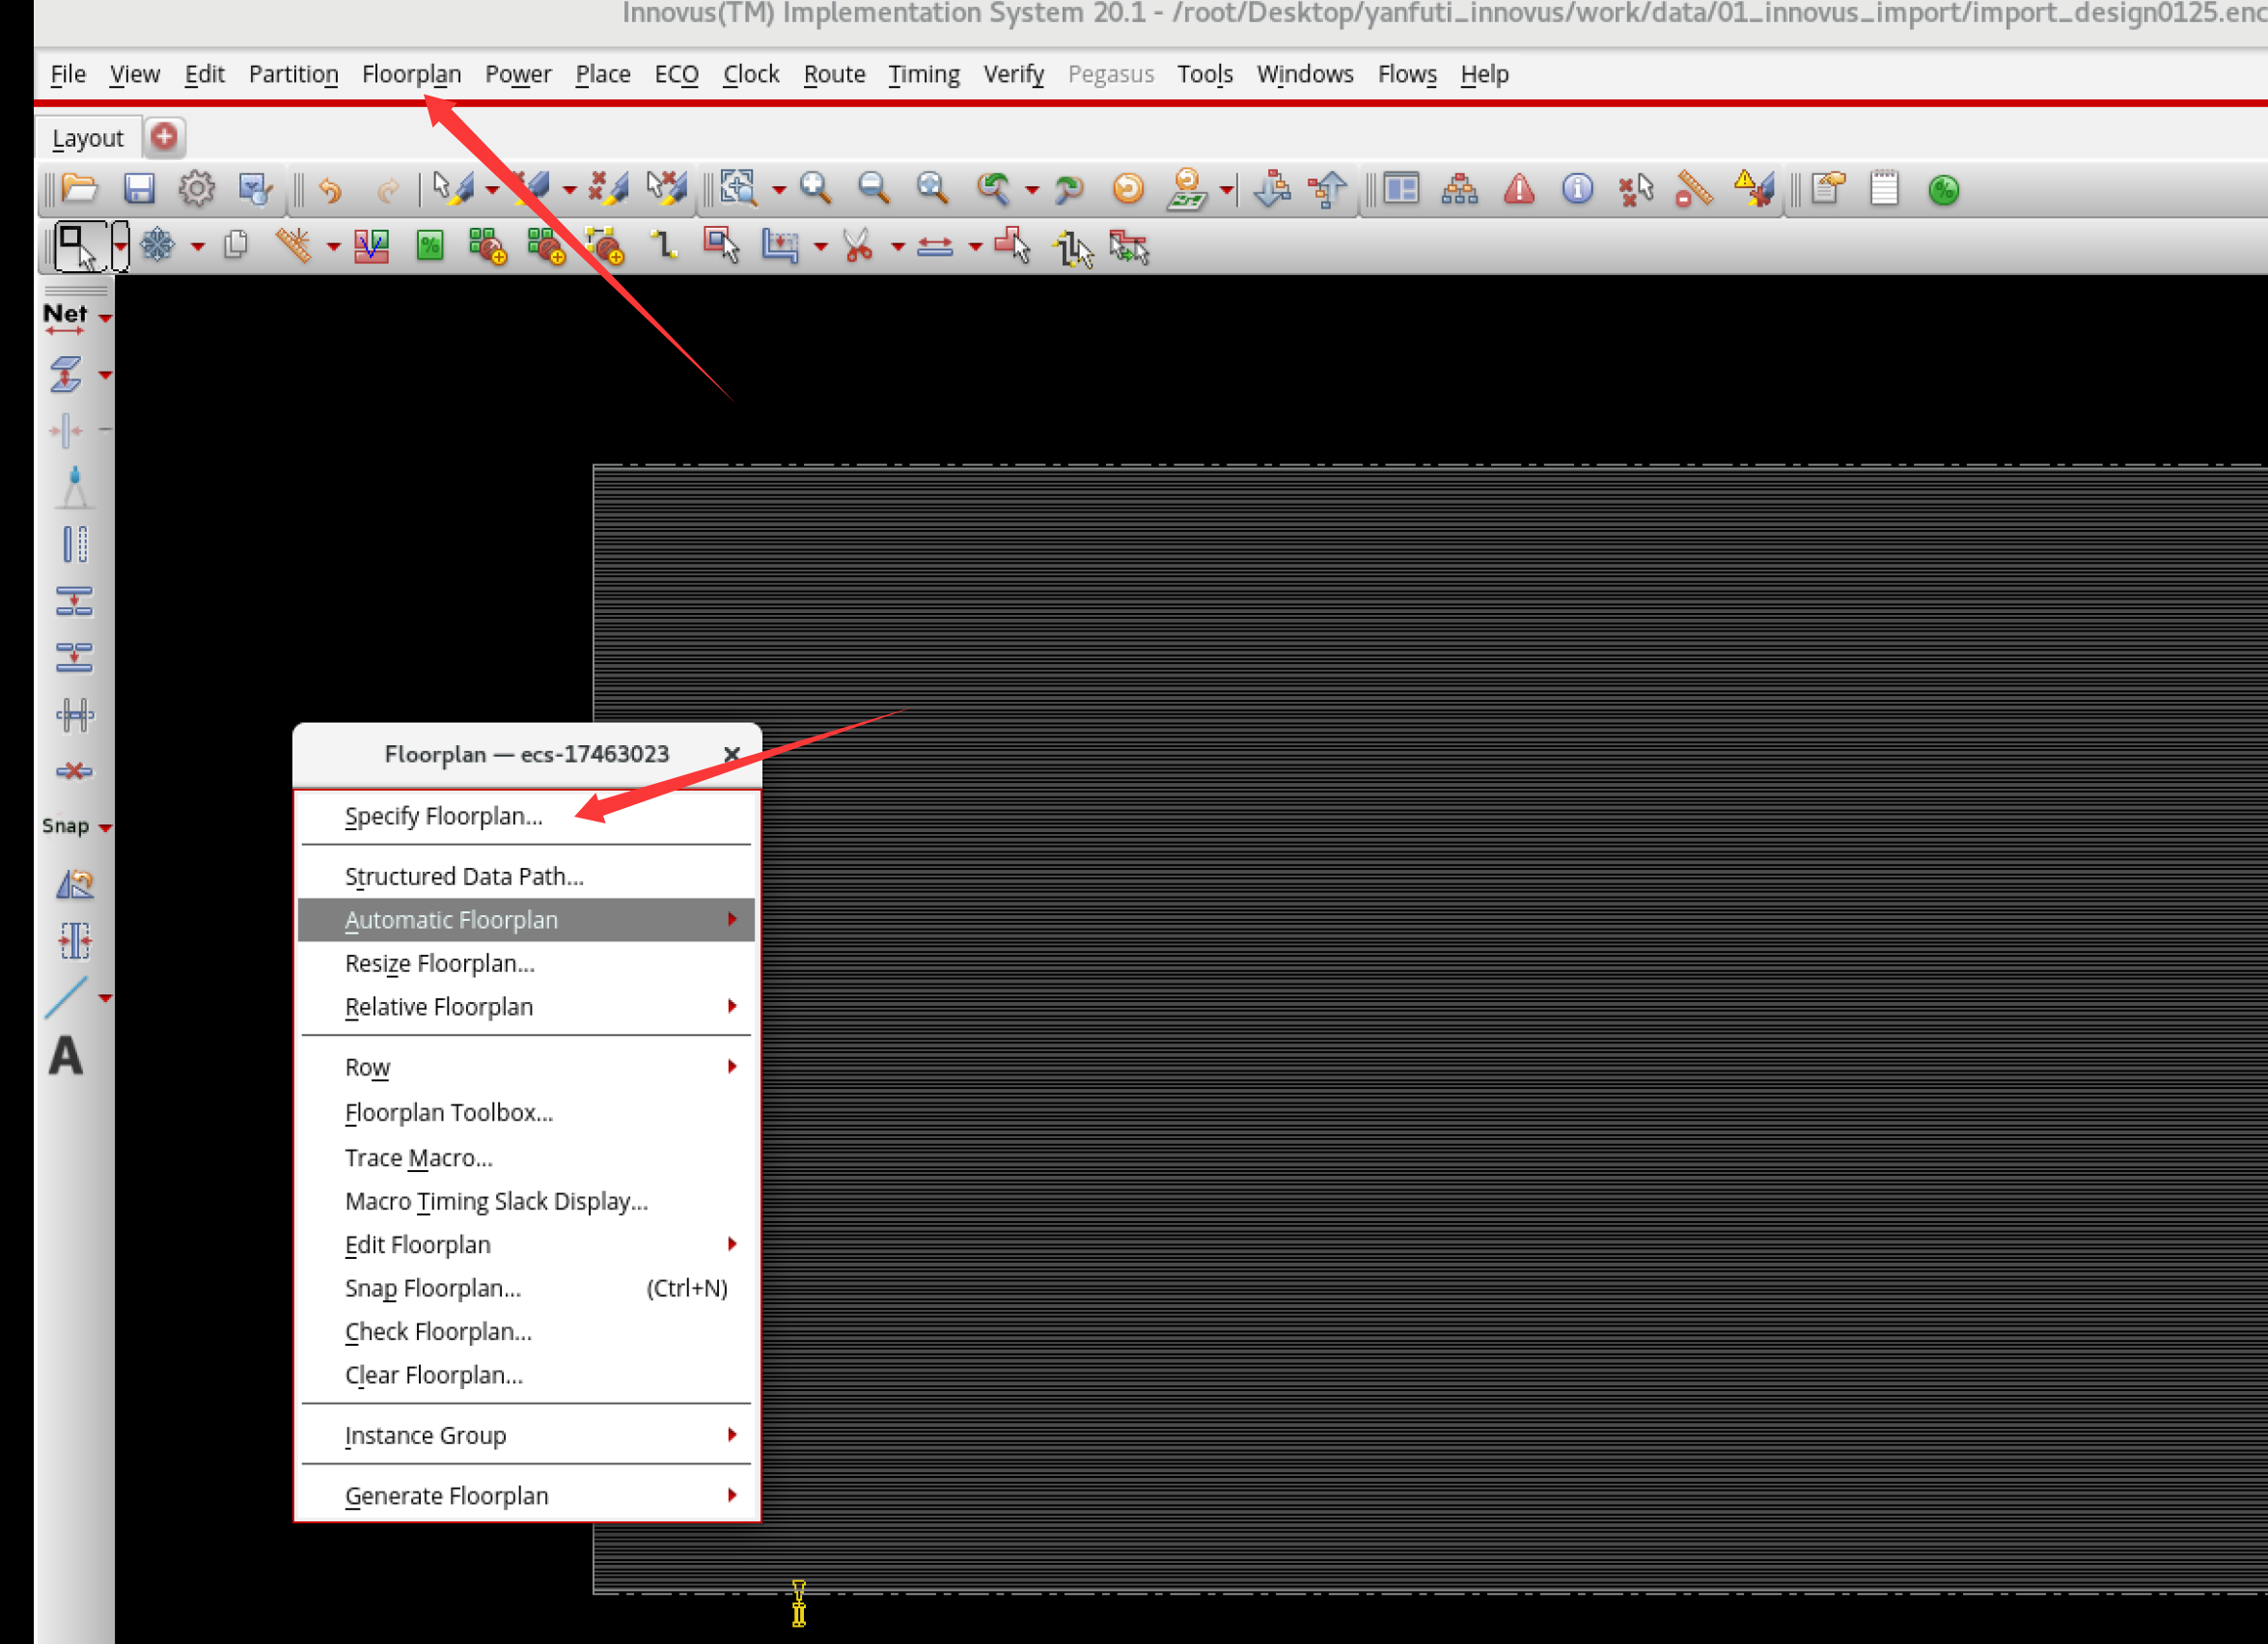 Innovus(TM) Implementation System 20.1 - /root/Desktop/yanfuti_innovus/work/data/01_innovus_import/import_design0125.enc
File View Edit Partition Floorplan Power Place ECO Clock Route Timing Verify Pegasus Tools Windows Flows Help
Layout
Net
Snap
A
Floorplan — ecs-17463023
Specify Floorplan...
Structured Data Path...
Automatic Floorplan
Resize Floorplan...
Relative Floorplan
Row
Floorplan Toolbox...
Trace Macro...
Macro Timing Slack Display...
Edit Floorplan
Snap Floorplan... (Ctrl+N)
Check Floorplan...
Clear Floorplan...
Instance Group
Generate Floorplan